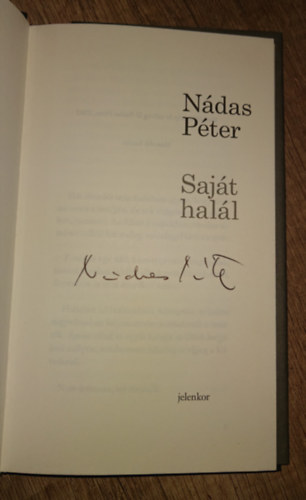 Nádas
Péter
Saját
halál
Nádas Péter
jelenkor